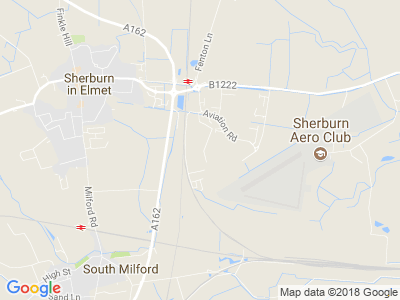 Finkle Hill
A162
Fenton Ln
Sherburn
in Elmet
B1222
Aviation Rd
Sherburn
Aero Club
Milford Rd
A162
High St
South Milford
Sand Ln
Google
Map data ©2018 Google